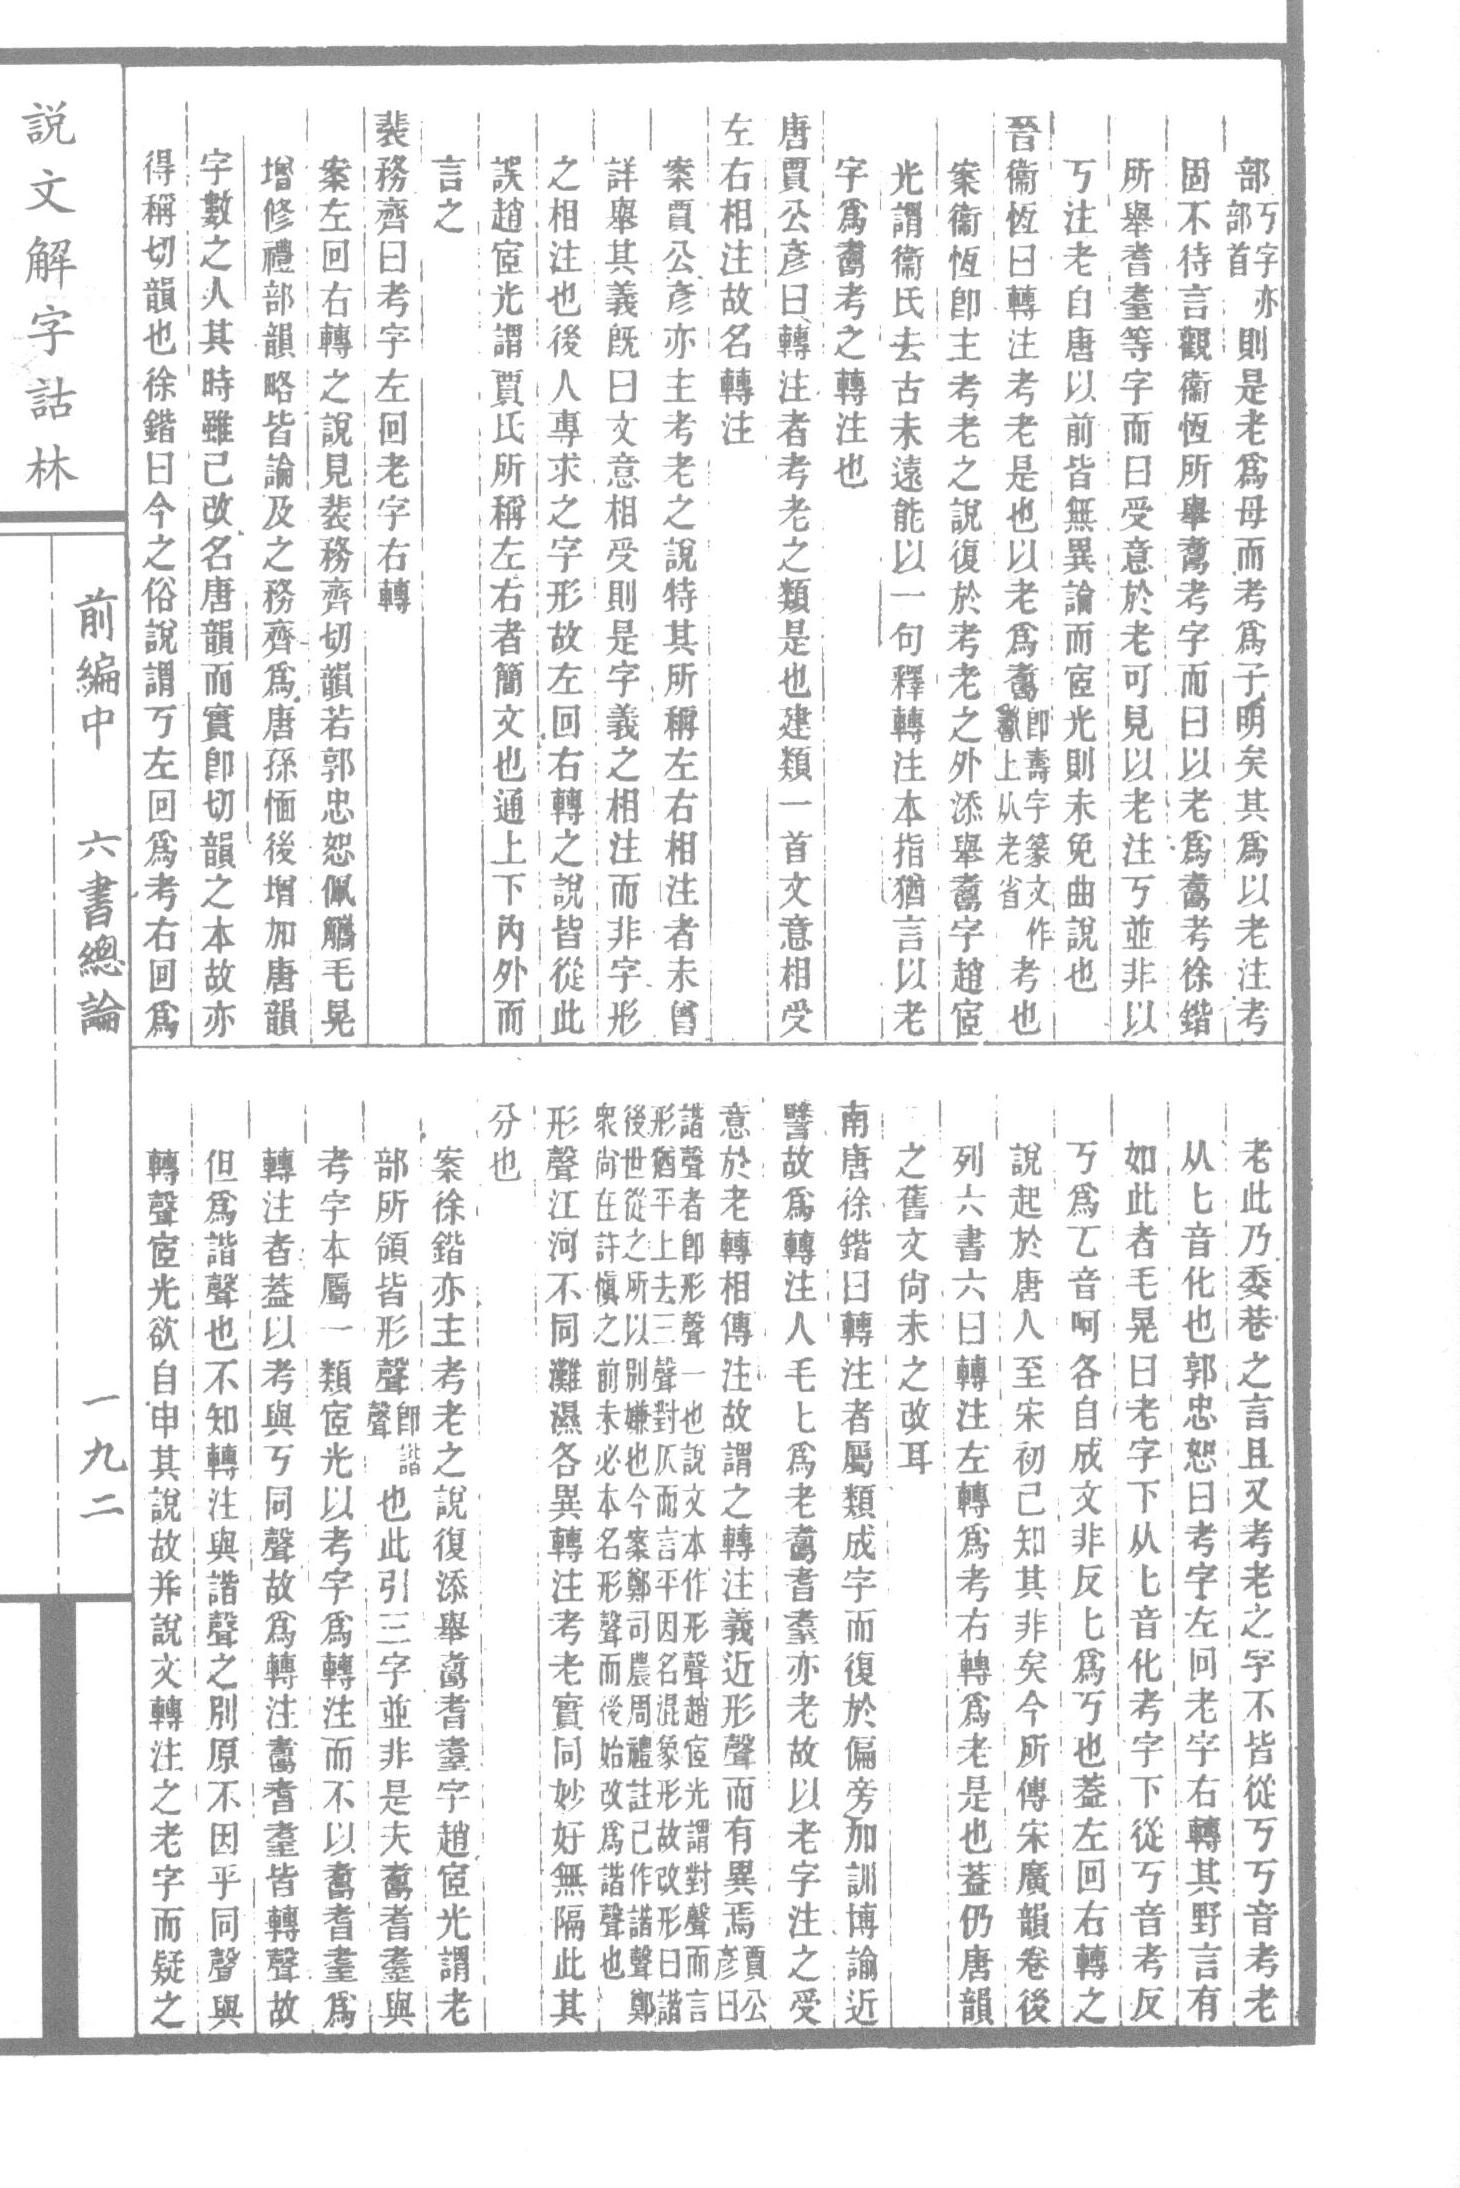 部丂字亦部首則是老爲母而考爲子明矣其爲以老注考
固不待言觀衞恆所舉𦒱考字而曰以老爲𦒱考徐鍇
所舉耆耋等字而曰受意於老可見以老注丂並非以
丂注老自唐以前皆無異論而宧光則未免曲說也
晉衞恆曰轉注考老是也以老爲𦒱卽壽字篆文作𦒱上从老省考也
案衞恆卽主考老之說復於考老之外添舉𦒱字趙宧
光謂衞氏去古未遠能以一句釋轉注本指猶言以老
字爲𦒱考之轉注也
唐賈公彥曰轉注者考老之類是也建類一首文意相受
左右相注故名轉注
案賈公彥亦主考老之說特其所稱左右相注者未曾
詳舉其義旣曰文意相受則是字義之相注而非字形
之相注也後人專求之字形故左回右轉之說皆從此
誤趙宧光謂賈氏所稱左右者簡文也通上下內外而
言之
裴務齊曰考字左回老字右轉
案左回右轉之說見裴務齊切韻若郭忠恕佩觿毛晃
增修禮部韻略皆論及之務齊爲唐孫愐後增加唐韻
字數之人其時雖已改名唐韻而實卽切韻之本故亦
得稱切韻也徐鍇曰今之俗說謂丂左回爲考右回爲
老此乃委巷之言且又考老之字不皆從丂丂音考老
从匕音化也郭忠恕曰考字左回老字右轉其野言有
如此者毛晃曰老字下从匕音化考字下從丂音考反
丂爲𠀀音呵各自成文非反匕爲丂也葢左回右轉之
說起於唐人至宋初已知其非矣今所傳宋廣韻卷後
列六書六曰轉注左轉爲考右轉爲老是也葢仍唐韻
之舊文尚未之改耳
南唐徐鍇曰轉注者屬類成字而復於偏旁加訓博諭近
譬故爲轉注人毛匕爲老𦒱耆耋亦老故以老字注之受
意於老轉相傳注故謂之轉注義近形聲而有異焉賈公彥曰
諧聲者卽形聲一也說文本作形聲趙宧光謂對聲而言
形猶平上去三聲對仄而言平因名混象形故改形曰諧
後世從之所以別嫌也今案鄭司農周禮註已作諧聲鄭
衆尚在許愼之前未必本名形聲而後始改爲諧聲也
形聲江河不同灘濕各異轉注考老實同妙好無隔此其
分也
案徐鍇亦主考老之說復添舉𦒱耆耋字趙宧光謂老
部所領皆形聲卽諧聲也此引三字並非是夫𦒱耆耋與
考字本屬一類宧光以考字爲轉注而不以𦒱耆耋爲
轉注者葢以考與丂同聲故爲轉注𦒱耆耋皆轉聲故
但爲諧聲也不知轉注與諧聲之別原不因乎同聲與
轉聲宧光欲自申其說故并說文轉注之老字而疑之
說文解字詁林
前編中　六書總論
一九二